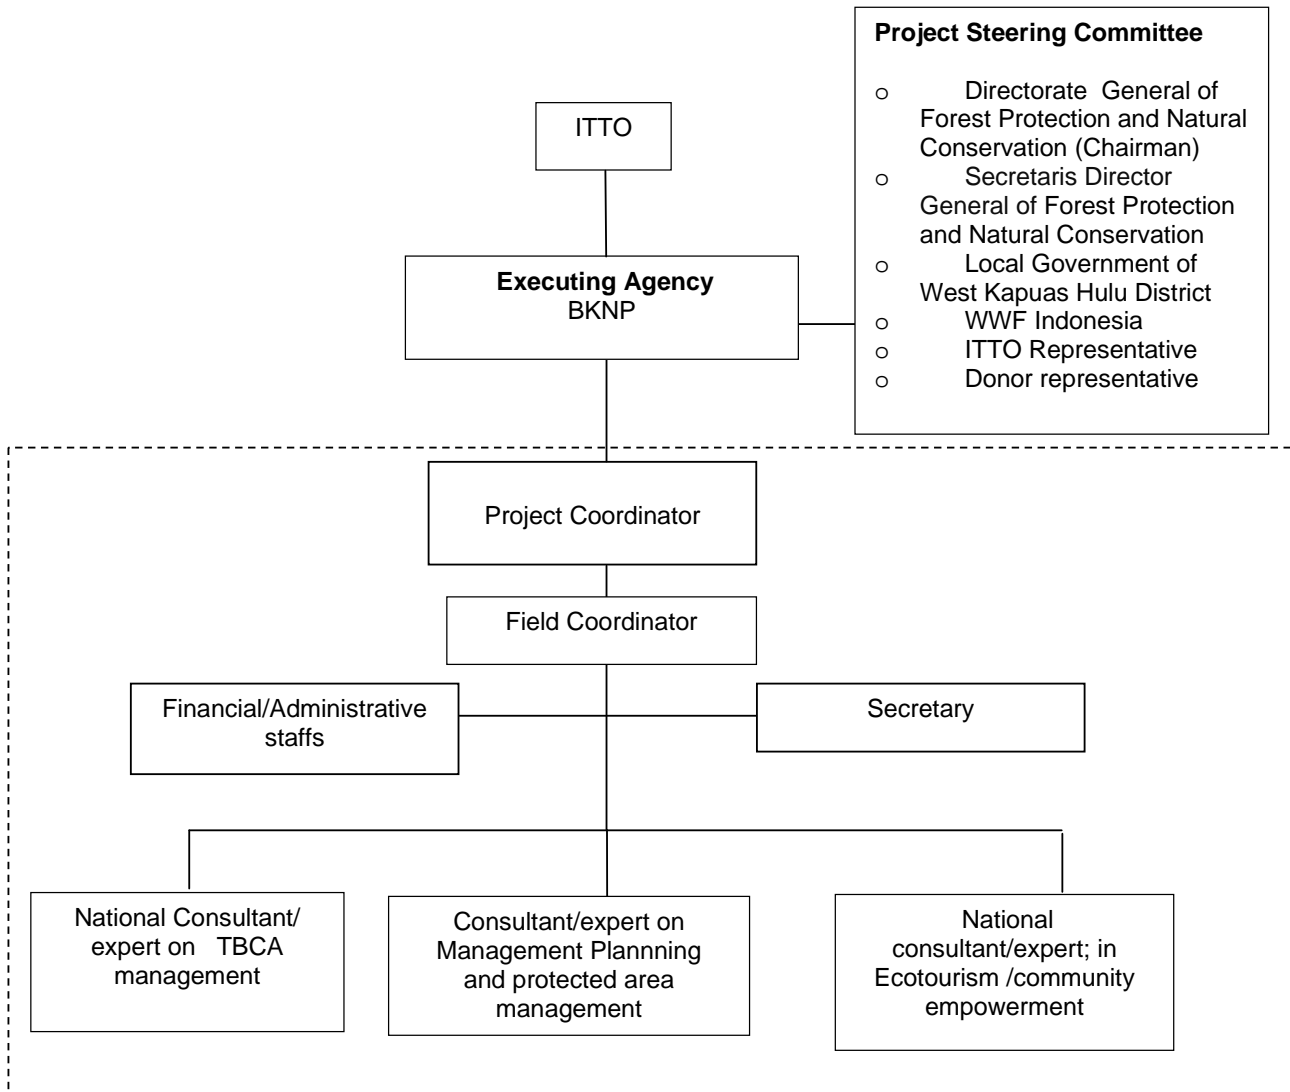 Project Steering Committee
o Directorate General of
Forest Protection and Natural
Conservation (Chairman)
o Secretaris Director
General of Forest Protection
and Natural Conservation
o Local Government of
West Kapuas Hulu District
o WWF Indonesia
o ITTO Representative
o Donor representative
ITTO
Executing Agency
BKNP
Project Coordinator
Field Coordinator
Financial/Administrative
staffs
Secretary
National Consultant/
expert on TBCA
management
Consultant/expert on
Management Plannning
and protected area
management
National
consultant/expert; in
Ecotourism /community
empowerment